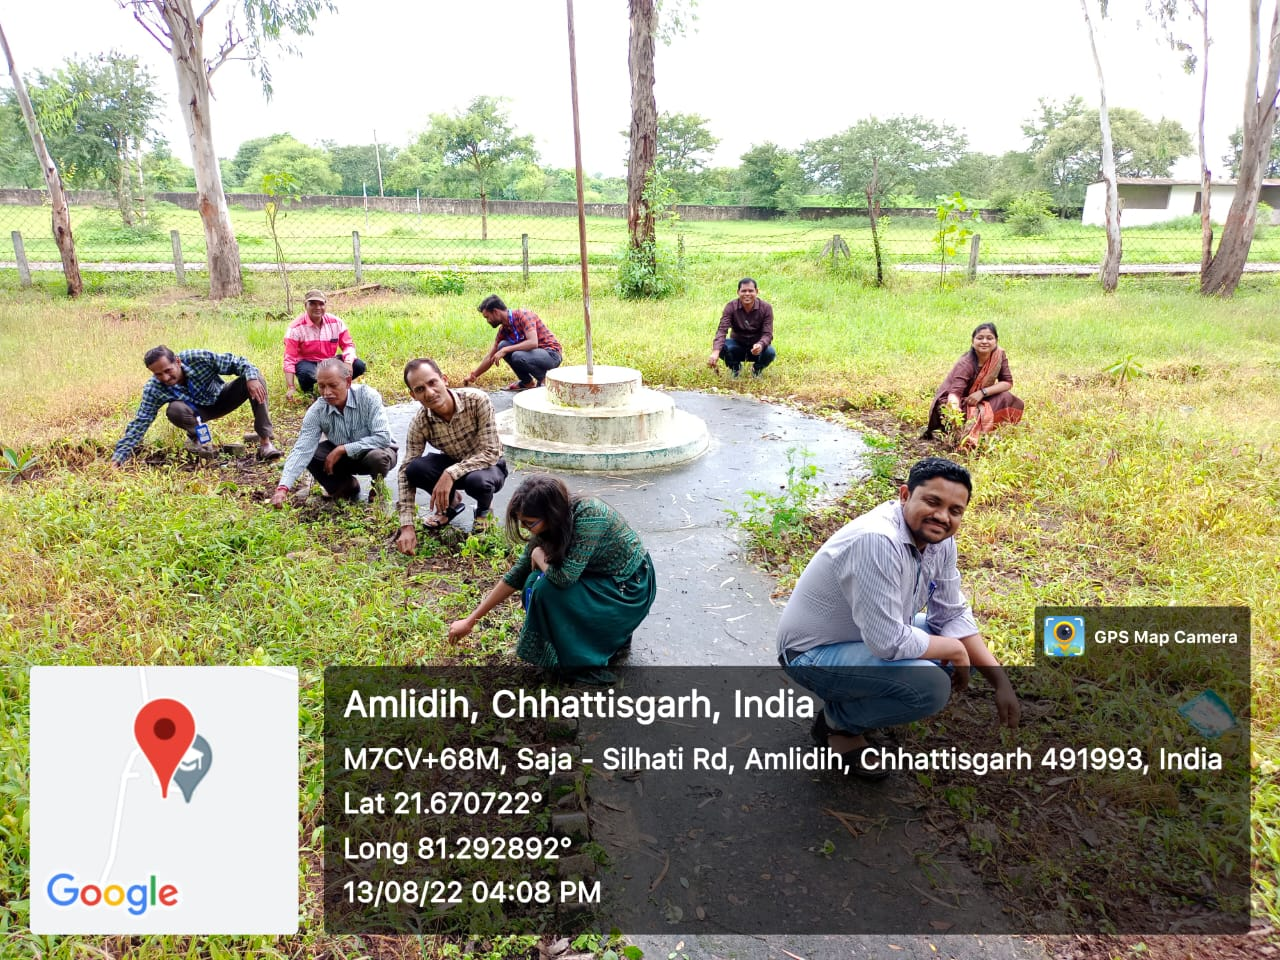 GPS Map Camera
Amlidih, Chhattisgarh, India
M7CV+68M, Saja - Silhati Rd, Amlidih, Chhattisgarh 491993, India
Lat 21.670722°
Long 81.292892°
13/08/22 04:08 PM
Google